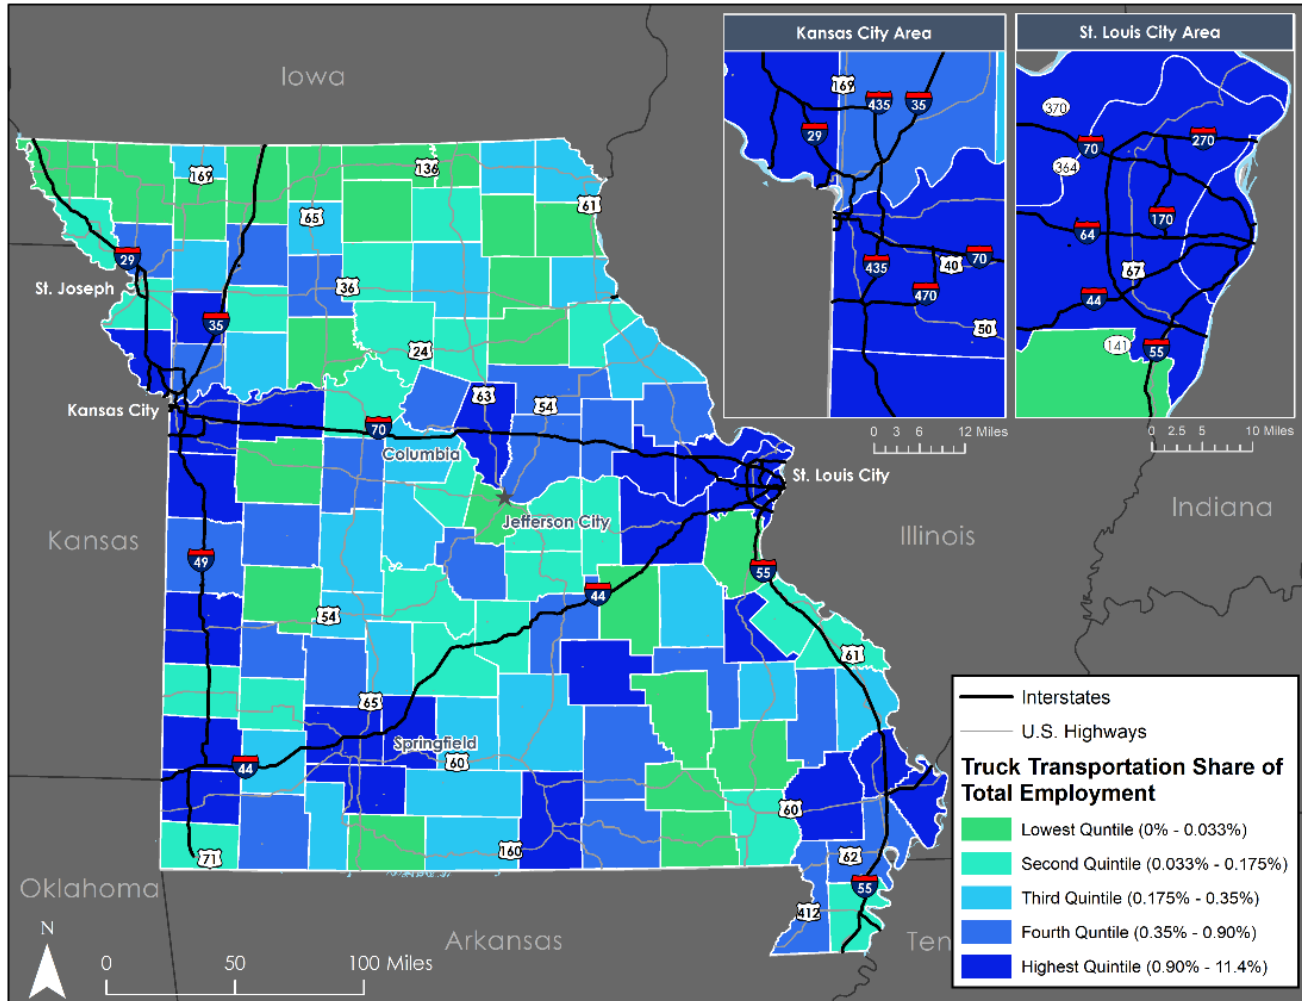 Iowa
Kansas City Area
St. Louis City Area
169
435
35
29
435
40
70
470
50
0 3 6 12 Miles
370
70
270
364
170
64
67
44
141
55
0 2.5 5 10 Miles
169
136
65
61
29
36
St. Joseph
35
24
63
54
Kansas City
70
Columbia
St. Louis City
Jefferson City
Kansas
Illinois
Indiana
49
55
44
54
61
65
Springfield
60
44
60
71
160
62
55
412
Oklahoma
Arkansas
Ten
N
0 50 100 Miles
Interstates
U.S. Highways
Truck Transportation Share of
Total Employment
Lowest Quntile (0% - 0.033%)
Second Quintile (0.033% - 0.175%)
Third Quintile (0.175% - 0.35%)
Fourth Quntile (0.35% - 0.90%)
Highest Quintile (0.90% - 11.4%)